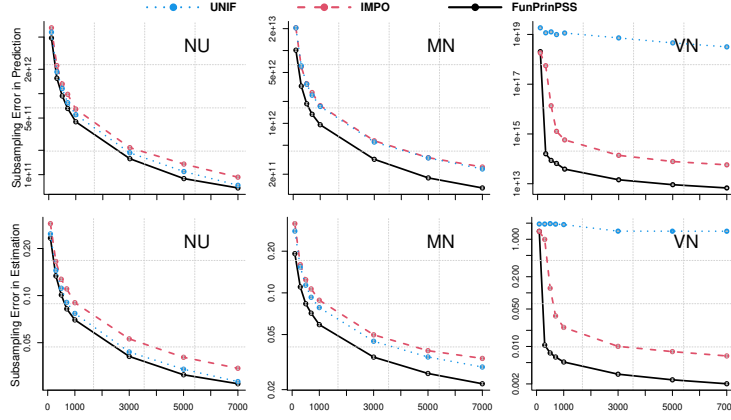 UNIF IMPO FunPrinPSS
Subsampling Error in Prediction
NU
2e+12
5e+11
1e+11
MN
2e+13
5e+12
1e+12
2e+11
VN
1e+19
1e+17
1e+15
1e+13
Subsampling Error in Estimation
NU
0.20
0.10
0.05
0 1000 3000 5000 7000
MN
0.20
0.10
0.05
0.02
0 1000 3000 5000 7000
VN
1.000
0.200
0.050
0.010
0.002
0 1000 3000 5000 7000